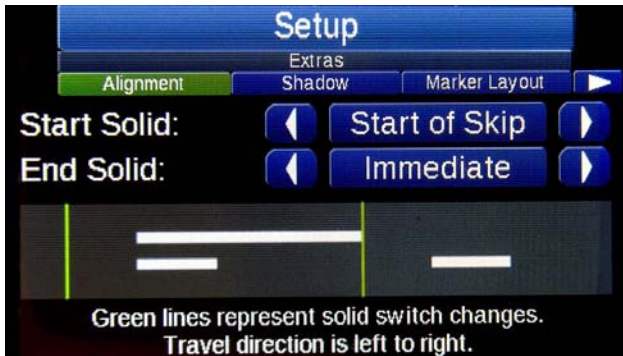 Setup
Extras
Alignment Shadow Marker Layout
Start Solid: Start of Skip
End Solid: Immediate
Green lines represent solid switch changes.
Travel direction is left to right.